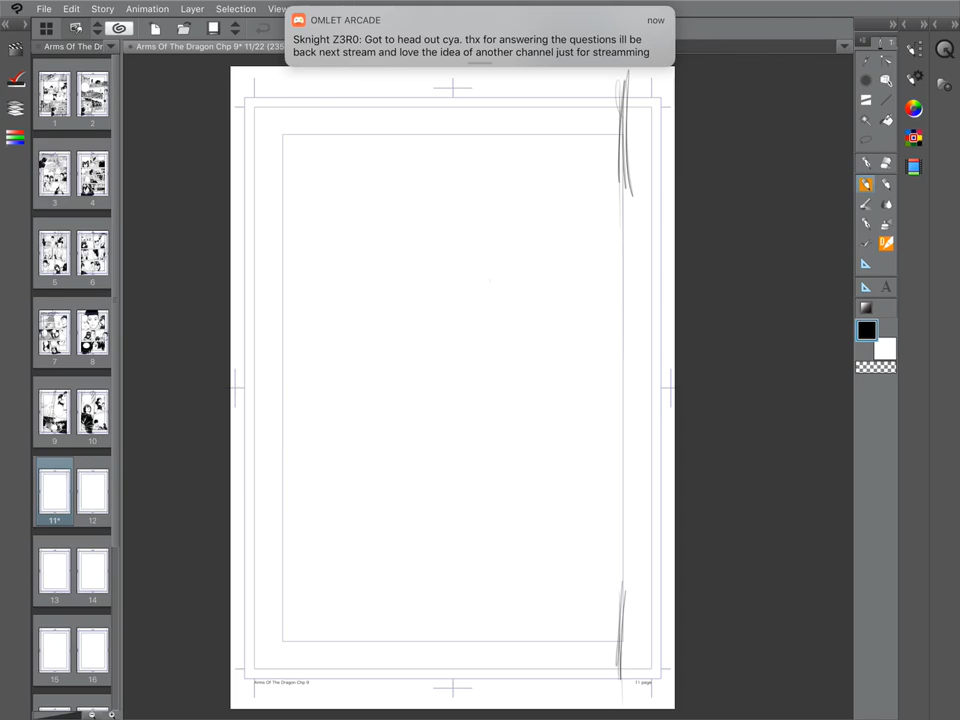 File Edit Story Animation Layer Selection View
OMLET ARCADE now
Sknight Z3R0: Got to head out cya. thx for answering the questions ill be
back next stream and love the idea of another channel just for streamming
Arms Of The Dr
Arms Of The Dragon Chp 9* 11/22 (235
1 2
3 4
5 6
7 8
9 10
11* 12
13 14
15 16
T
A
Arms Of The Dragon Chp 9 11 page